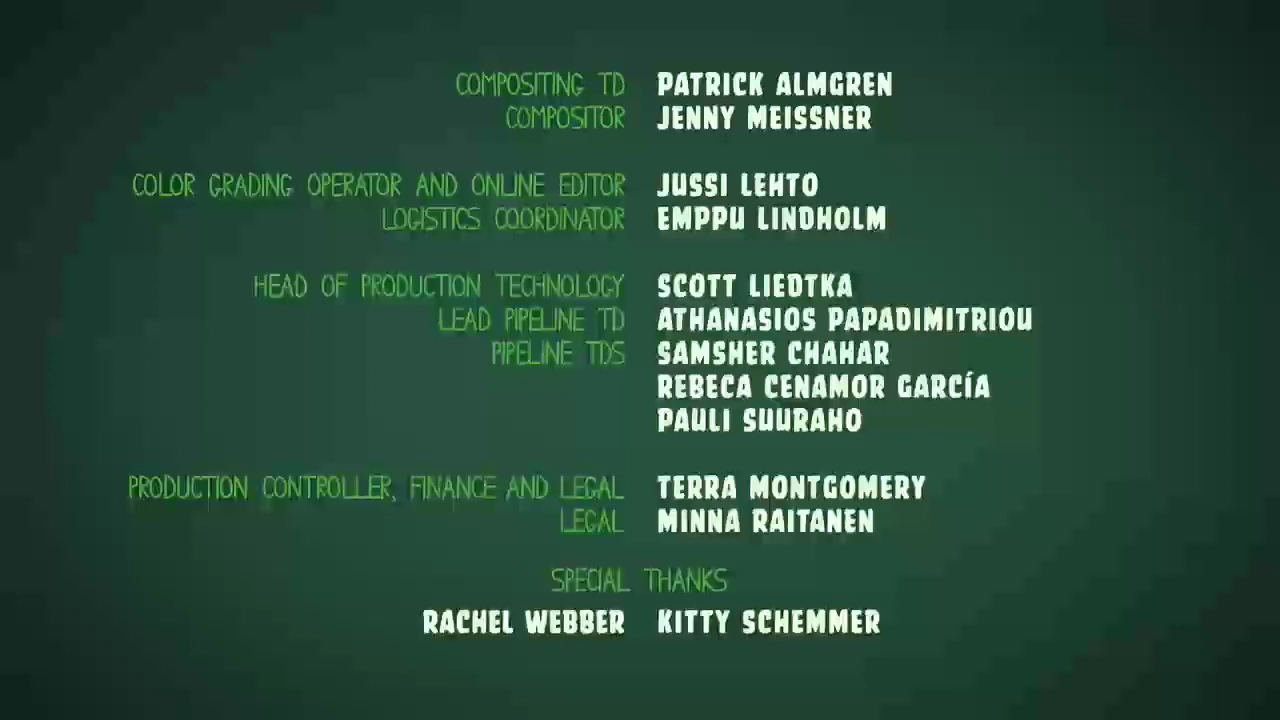 COMPOSITING TD PATRICK ALMGREN
COMPOSITOR JENNY MEISSNER
COLOR GRADING OPERATOR AND ONLINE EDITOR JUSSI LEHTO
LOGISTICS COORDINATOR EMPPU LINDHOLM
HEAD OF PRODUCTION TECHNOLOGY SCOTT LIEDTKA
LEAD PIPELINE TD ATHANASIOS PAPADIMITRIOU
PIPELINE TDS SAMSHER CHAHAR
REBECA CENAMOR GARCÍA
PAULI SUURAHO
PRODUCTION CONTROLLER, FINANCE AND LEGAL TERRA MONTGOMERY
LEGAL MINNA RAITANEN
SPECIAL THANKS
RACHEL WEBBER KITTY SCHEMMER